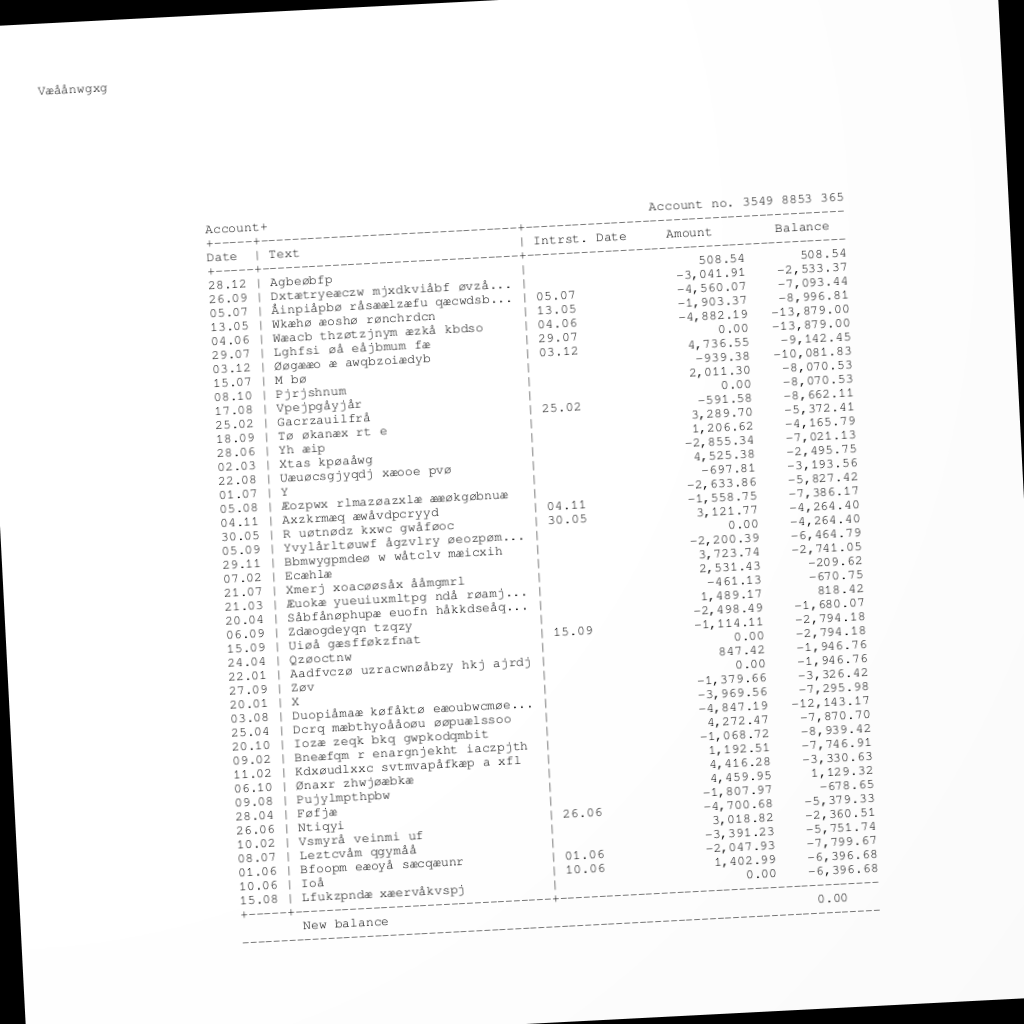 Væåånwgxg
Account no. 3549 8853 365
Account+
+-----+---------------------------------+-----------------------------------------
Date | Text | Intrst. Date Amount Balance
+-----+---------------------------------+-----------------------------------------
28.12 | Agbeøbfp | 508.54 508.54
26.09 | Dxtætryeæczw mjxdkviåbf øvzå... | -3,041.91 -2,533.37
05.07 | Åinpiåpbø råsææelzæfu qæcwdsb... | 05.07 -4,560.07 -7,093.44
13.05 | Wkæhø æoshø rønchrdcn | 13.05 -1,903.37 -8,996.81
04.06 | Wæacb thzøtzjnym æzkå kbdso | 04.06 -4,882.19 -13,879.00
29.07 | Lghfsi øå eåjbmum fæ | 29.07 0.00 -13,879.00
03.12 | Øøgææo æ awqbzoiædyb | 03.12 4,736.55 -9,142.45
15.07 | M bø | -939.38 -10,081.83
08.10 | Pjrjshnum | 2,011.30 -8,070.53
17.08 | Vpejpgåyjår | 0.00 -8,070.53
25.02 | Gacrzauilfrå | 25.02 -591.58 -8,662.11
18.09 | Tø økanæx rt e | 3,289.70 -5,372.41
28.06 | Yh æip | 1,206.62 -4,165.79
02.03 | Xtas kpøaåwg | -2,855.34 -7,021.13
22.08 | Uæuøcsgjyqdj xæooe pvø | 4,525.38 -2,495.75
01.07 | Y | -697.81 -3,193.56
05.08 | Æozpwx rlmazøazxlæ ææøkgøbnuæ | -2,633.86 -5,827.42
04.11 | Axzkrmæq æwåvdpcryyd | 04.11 -1,558.75 -7,386.17
30.05 | R uøtnødz kxwc gwåføoc | 30.05 3,121.77 -4,264.40
05.09 | Yvylårltøuwf ågzvlry øeozpøm... | 0.00 -4,264.40
29.11 | Bbmwygpmdeø w wåtclv mæicxih | -2,200.39 -6,464.79
07.02 | Ecæhlæ | 3,723.74 -2,741.05
21.07 | Xmerj xoacøøsåx åmgmrl | 2,531.43 -209.62
21.03 | Æuokæ yueuiuxmltpg ndå røamj... | -461.13 -670.75
20.04 | Såbfånøphupæ euofn håkkdseåq... | 1,489.17 818.42
06.09 | Zdæogdeyqn tzqzy | -2,498.49 -1,680.07
15.09 | Uiøå gæsfføkzfnat | 15.09 -1,114.11 -2,794.18
24.04 | Qzøoctnw | 0.00 -2,794.18
22.01 | Aadfvczø uzracwnøåbzy hkj ajrdj | 847.42 -1,946.76
27.09 | Zøv | 0.00 -1,946.76
20.01 | X | -1,379.66 -3,326.42
03.08 | Duopiåmaæ køfåktø eæoubwcmøe... | -3,969.56 -7,295.98
25.04 | Dcrq mæbthyoååoøu øøpuælssoo | -4,847.19 -12,143.17
20.10 | Iozæ zeqk bkq gwpkodqmbit | 4,272.47 -7,870.70
09.02 | Bneæfqm r enargnjekht iaczpjth | -1,068.72 -8,939.42
11.02 | Kdxøudlxxc svtmvapåfkæp a xfl | 1,192.51 -7,746.91
06.10 | Ønaxr zhwjøæbkæ | 4,416.28 -3,330.63
09.08 | Pujylmpthpbw | 4,459.95 1,129.32
28.04 | Føfjæ | -1,807.97 -678.65
26.06 | Ntiqyi | 26.06 -4,700.68 -5,379.33
10.02 | Vsmyrå veinmi uf | 3,018.82 -2,360.51
08.07 | Leztcvåm qgymåå | -3,391.23 -5,751.74
01.06 | Bfoopm eæoyå sæcqæunr | 01.06 -2,047.93 -7,799.67
10.06 | Ioå | 10.06 1,402.99 -6,396.68
15.08 | Lfukzpndæ xæervåkvspj | 0.00 -6,396.68
+-----+---------------------------------+-----------------------------------------
New balance 0.00
----------------------------------------------------------------------------------